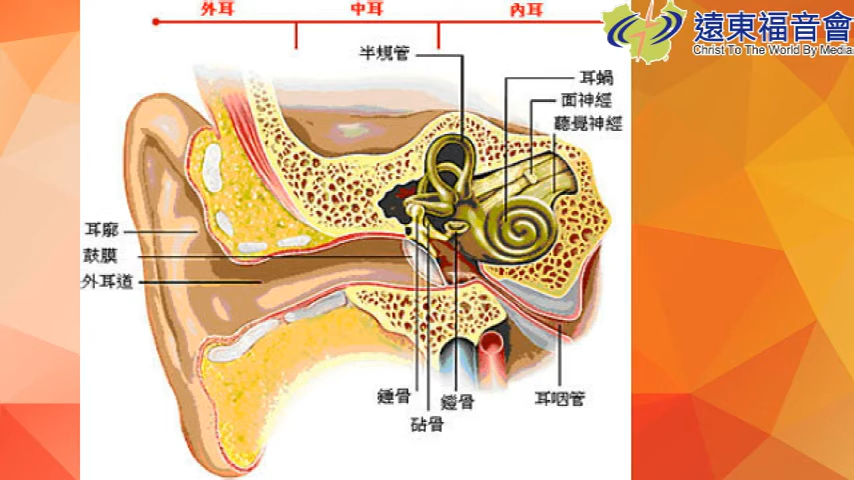 外耳
中耳
內耳
遠東福音會
Christ To The World By Media
半規管
耳蝸
面神經
聽覺神經
耳廓
鼓膜
外耳道
錘骨
鐙骨
砧骨
耳咽管